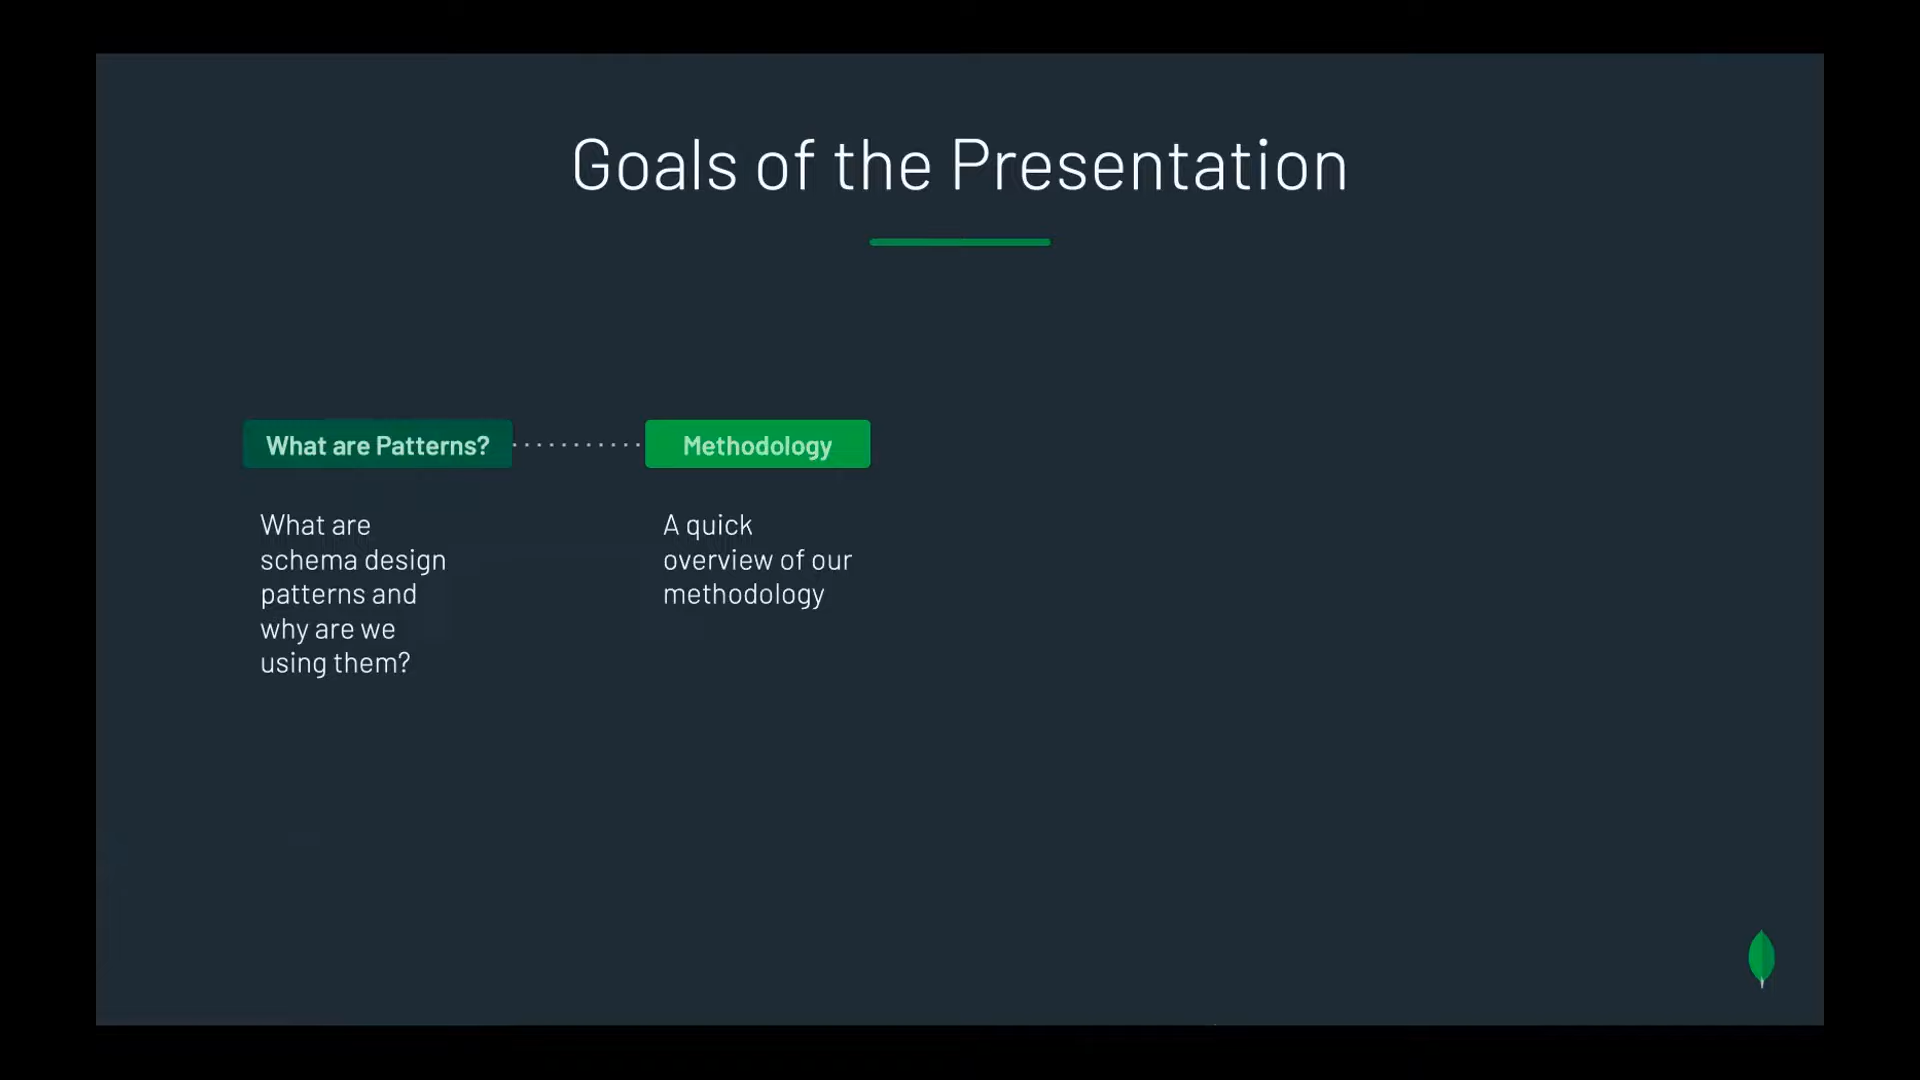 Goals of the Presentation
What are Patterns?
Methodology
What are
schema design
patterns and
why are we
using them?
A quick
overview of our
methodology